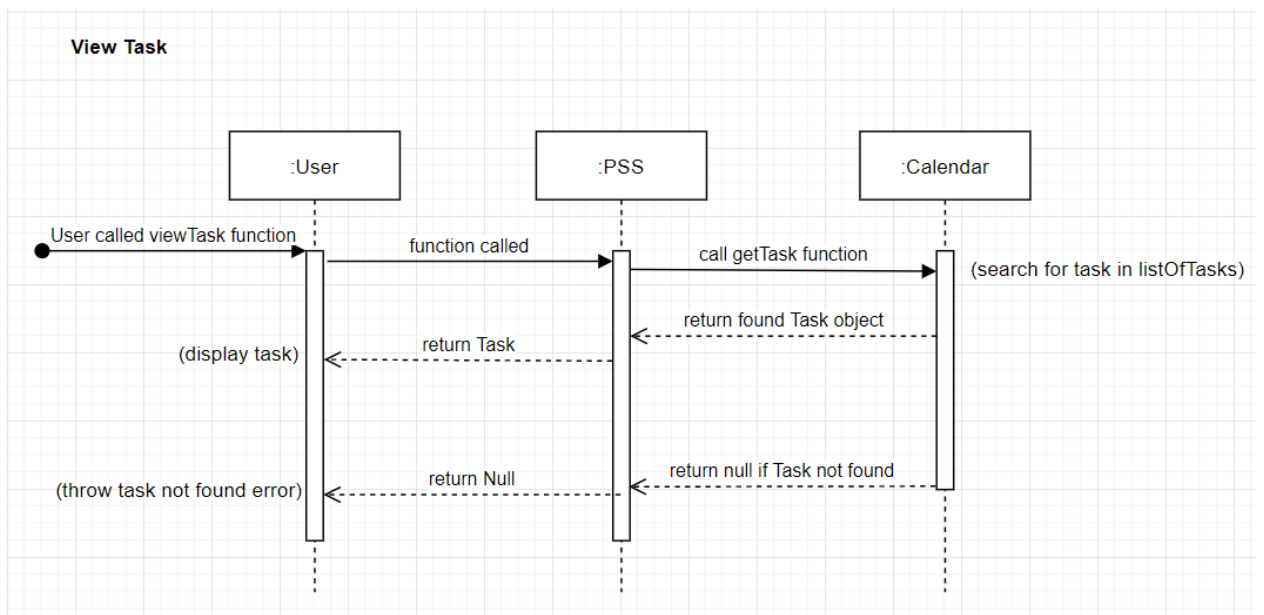 View Task
:User
:PSS
:Calendar
User called viewTask function
function called
call getTask function
(search for task in listOfTasks)
return found Task object
return Task
(display task)
return null if Task not found
return Null
(throw task not found error)